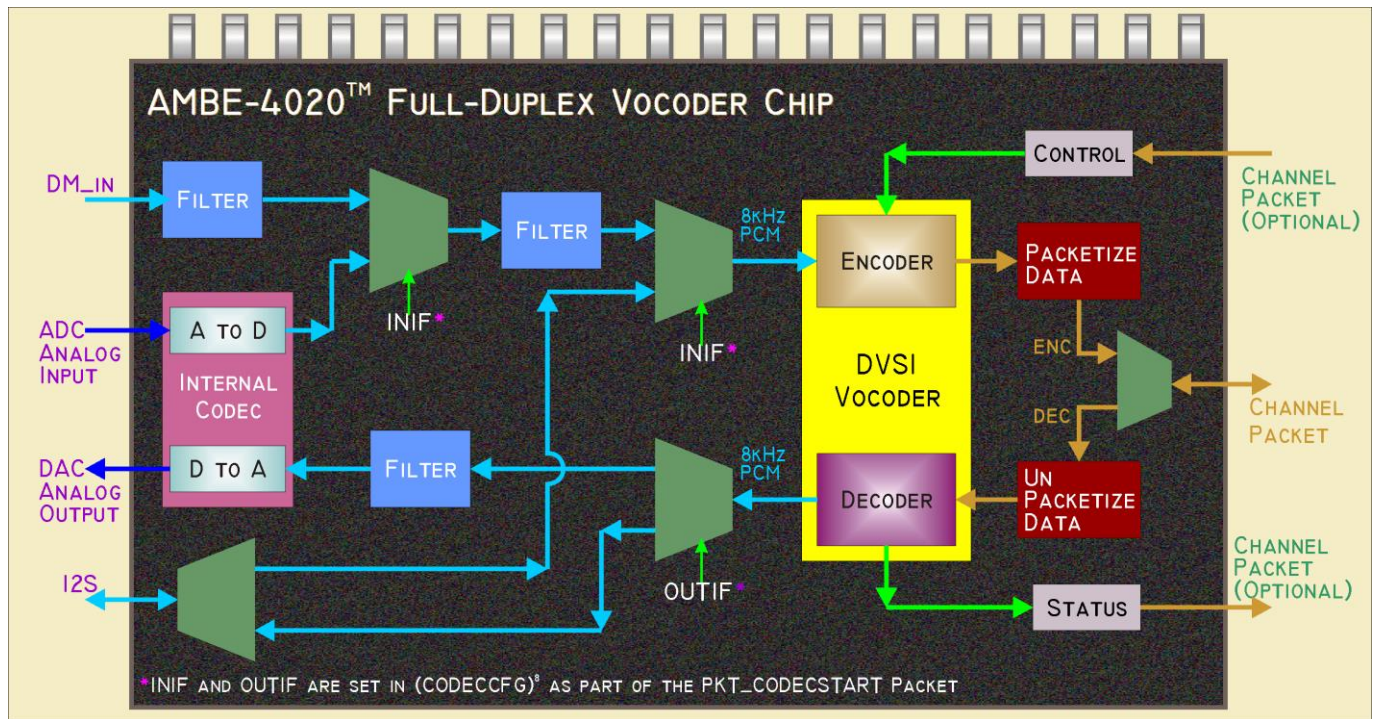 AMBE-4020™ FULL-DUPLEX VOCODER CHIP
DM_IN
FILTER
FILTER
8KHZ
PCM
CONTROL
CHANNEL
PACKET
(OPTIONAL)
ENCODER
PACKETIZE
DATA
ADC
ANALOG
INPUT
A TO D
INTERNAL
CODEC
D TO A
INIF*
INIF*
DVSI
VOCODER
ENC
DEC
CHANNEL
PACKET
DAC
ANALOG
OUTPUT
FILTER
8KHZ
PCM
DECODER
UN
PACKETIZE
DATA
I2S
OUTIF*
STATUS
CHANNEL
PACKET
(OPTIONAL)
*INIF AND OUTIF ARE SET IN (CODECCFG)⁸ AS PART OF THE PKT_CODECSTART PACKET